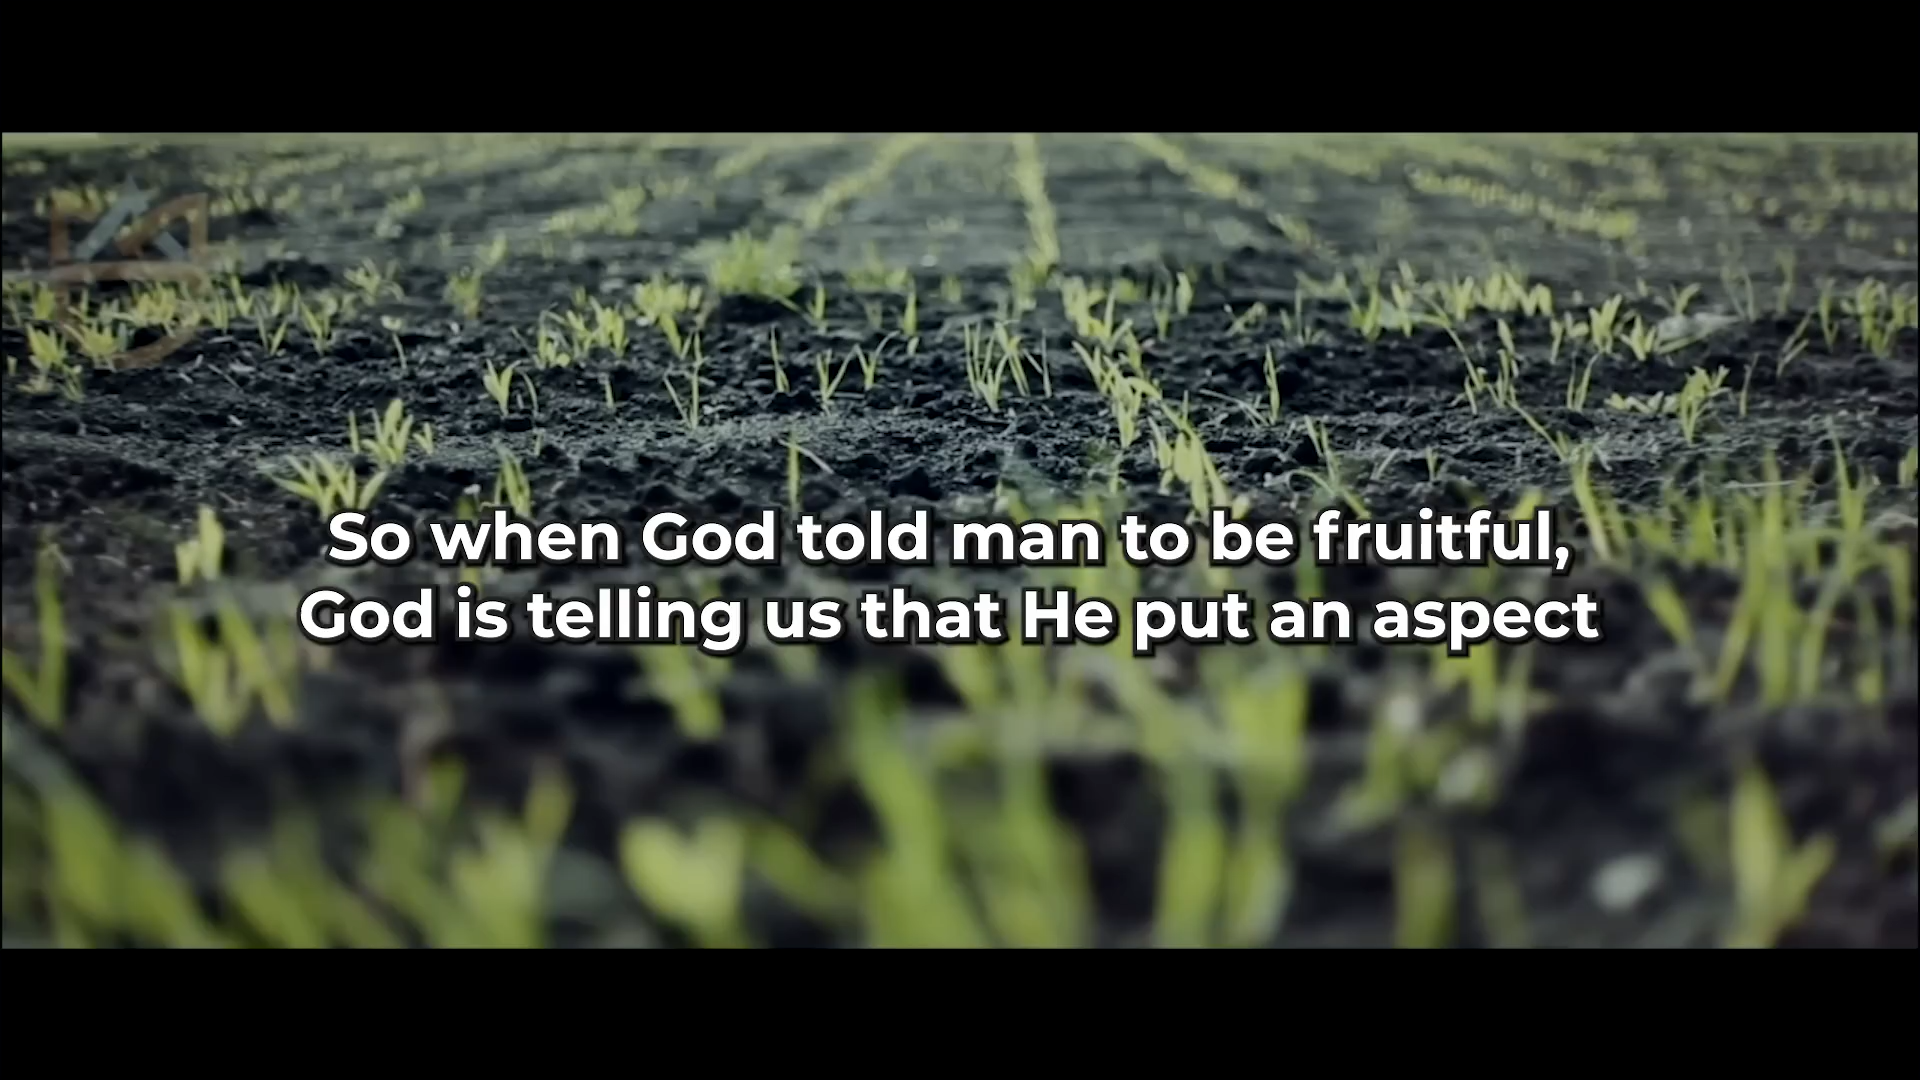 So when God told man to be fruitful,
God is telling us that He put an aspect